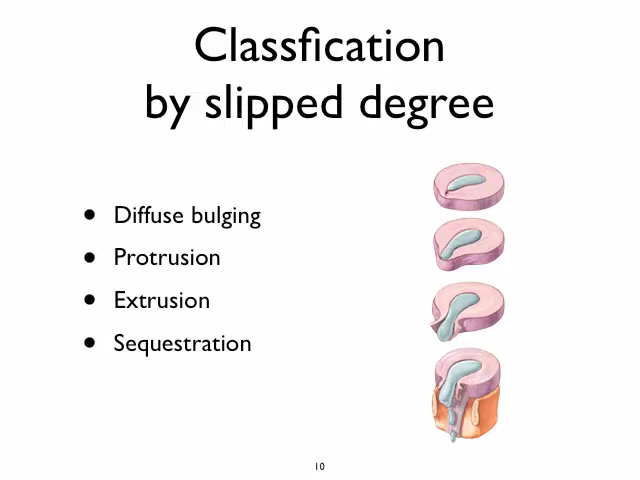 Classfication
by slipped degree
• Diffuse bulging
• Protrusion
• Extrusion
• Sequestration
10